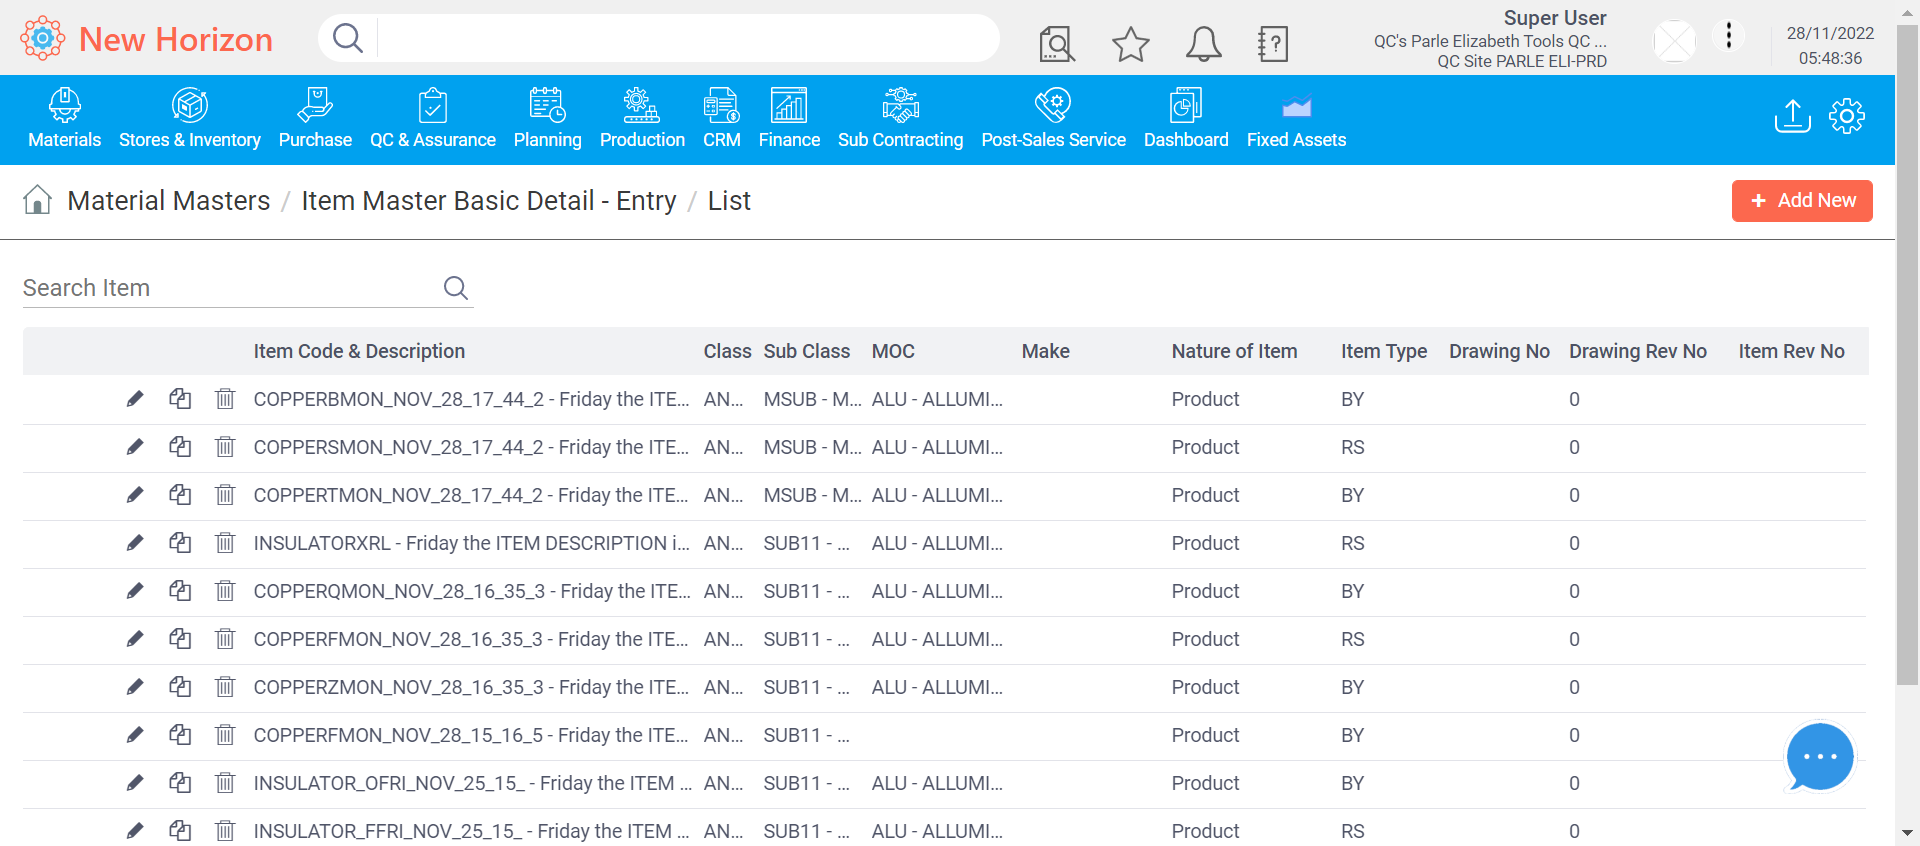 New Horizon
Super User
QC's Parle Elizabeth Tools QC ...
QC Site PARLE ELI-PRD
28/11/2022
05:48:36
Materials Stores & Inventory Purchase QC & Assurance Planning Production CRM Finance Sub Contracting Post-Sales Service Dashboard Fixed Assets
Material Masters / Item Master Basic Detail - Entry / List
+ Add New
Search Item
Item Code & Description Class Sub Class MOC Make Nature of Item Item Type Drawing No Drawing Rev No Item Rev No
COPPERBMON_NOV_28_17_44_2 - Friday the ITE... AN... MSUB - M... ALU - ALLUMI... Product BY 0
COPPERSMON_NOV_28_17_44_2 - Friday the ITE... AN... MSUB - M... ALU - ALLUMI... Product RS 0
COPPERTMON_NOV_28_17_44_2 - Friday the ITE... AN... MSUB - M... ALU - ALLUMI... Product BY 0
INSULATORXRL - Friday the ITEM DESCRIPTION i... AN... SUB11 - ... ALU - ALLUMI... Product RS 0
COPPERQMON_NOV_28_16_35_3 - Friday the ITE... AN... SUB11 - ... ALU - ALLUMI... Product BY 0
COPPERFMON_NOV_28_16_35_3 - Friday the ITE... AN... SUB11 - ... ALU - ALLUMI... Product RS 0
COPPERZMON_NOV_28_16_35_3 - Friday the ITE... AN... SUB11 - ... ALU - ALLUMI... Product BY 0
COPPERFMON_NOV_28_15_16_5 - Friday the ITE... AN... SUB11 - ... Product BY 0
INSULATOR_OFRI_NOV_25_15_ - Friday the ITEM ... AN... SUB11 - ... ALU - ALLUMI... Product BY 0
INSULATOR_FFRI_NOV_25_15_ - Friday the ITEM ... AN... SUB11 - ... ALU - ALLUMI... Product RS 0